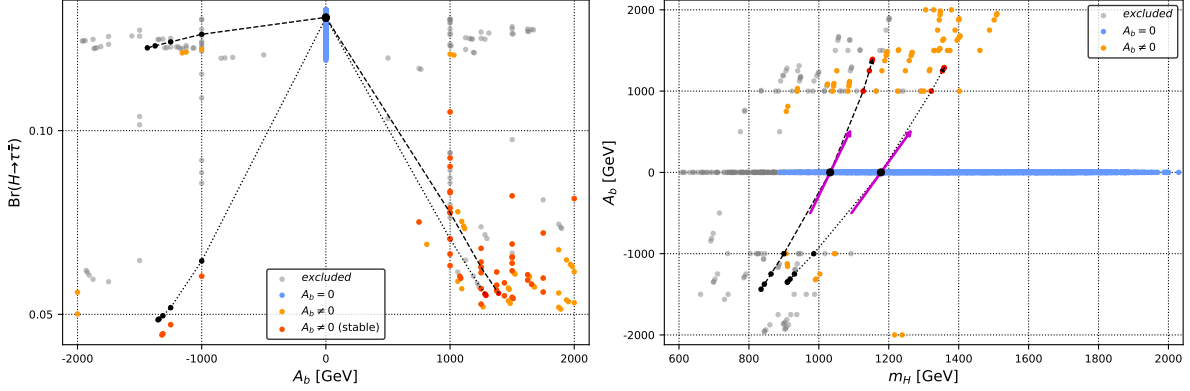 Br(H→ττ̄)
0.10
0.05
-2000
-1000
0
1000
2000
A_b [GeV]
excluded
A_b = 0
A_b ≠ 0
A_b ≠ 0 (stable)
A_b [GeV]
2000
1000
0
-1000
-2000
600
800
1000
1200
1400
1600
1800
2000
m_H [GeV]
excluded
A_b = 0
A_b ≠ 0